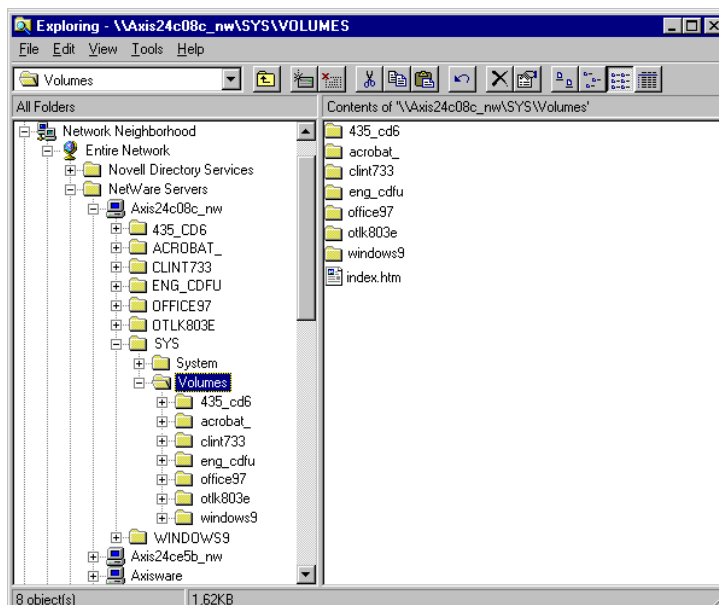 Exploring - \\Axis24c08c_nw\SYS\VOLUMES
File Edit View Tools Help
Volumes
All Folders
Contents of '\\Axis24c08c_nw\SYS\Volumes'
Network Neighborhood
Entire Network
Novell Directory Services
NetWare Servers
Axis24c08c_nw
435_CD6
ACROBAT_
CLINT733
ENG_CDFU
OFFICE97
OTLK803E
SYS
System
Volumes
435_cd6
acrobat_
clint733
eng_cdfu
office97
otlk803e
windows9
WINDOWS9
Axis24ce5b_nw
Axisware
435_cd6
acrobat_
clint733
eng_cdfu
office97
otlk803e
windows9
index.htm
8 object(s)
1.62KB